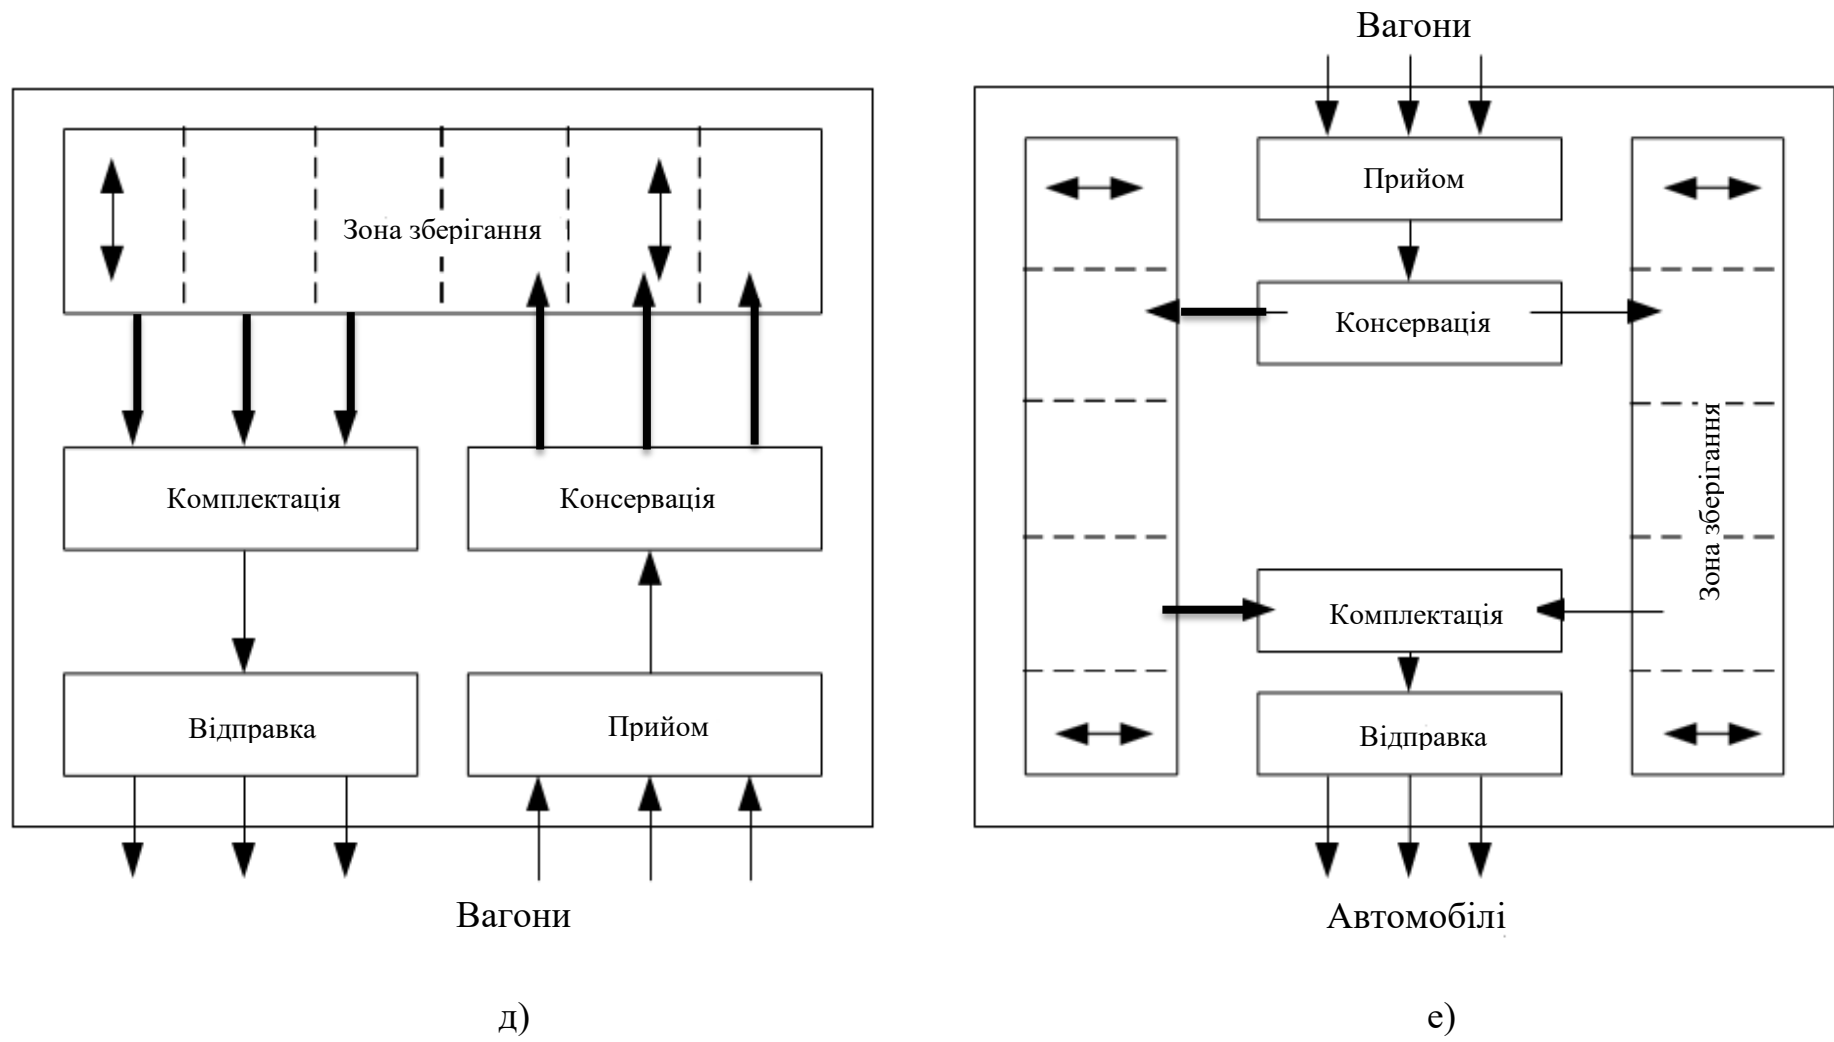 Зона зберігання
Комплектація
Консервація
Відправка
Прийом
Вагони
д)
Вагони
Прийом
Консервація
Зона зберігання
Комплектація
Відправка
Автомобілі
е)